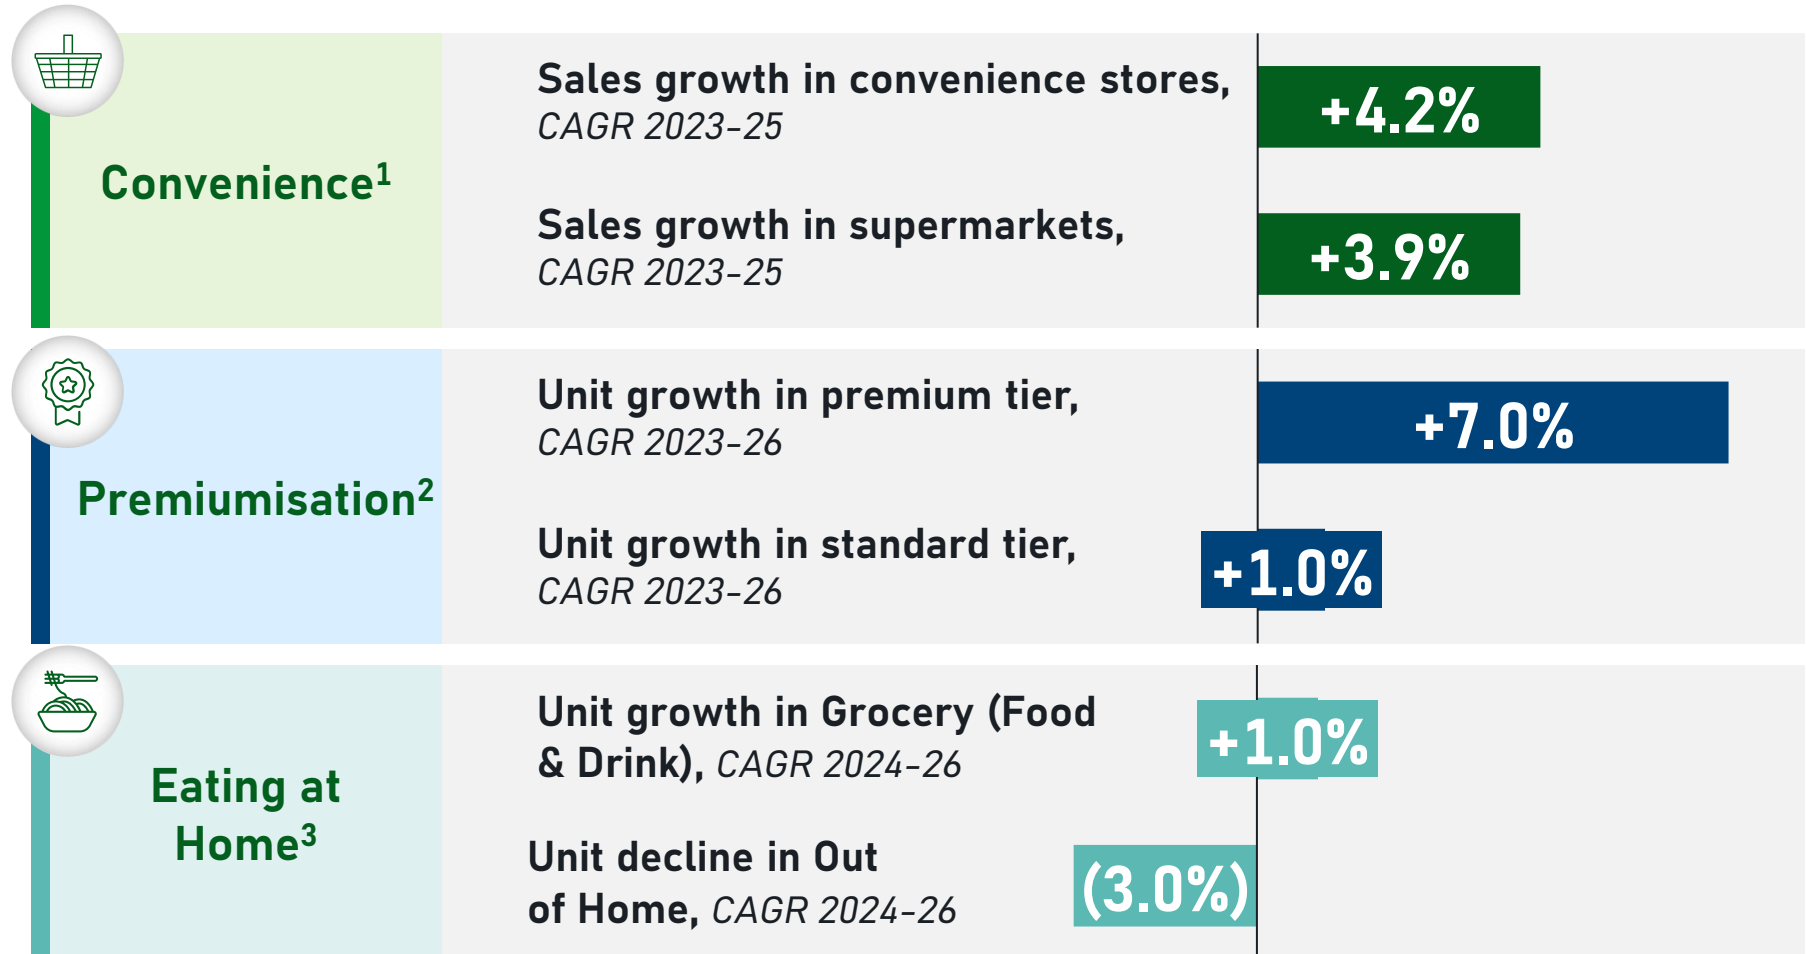 Convenience¹
Sales growth in convenience stores,
CAGR 2023-25
+4.2%
Sales growth in supermarkets,
CAGR 2023-25
+3.9%
Premiumisation²
Unit growth in premium tier,
CAGR 2023-26
+7.0%
Unit growth in standard tier,
CAGR 2023-26
+1.0%
Eating at
Home³
Unit growth in Grocery (Food
& Drink), CAGR 2024-26
+1.0%
Unit decline in Out
of Home, CAGR 2024-26
(3.0%)